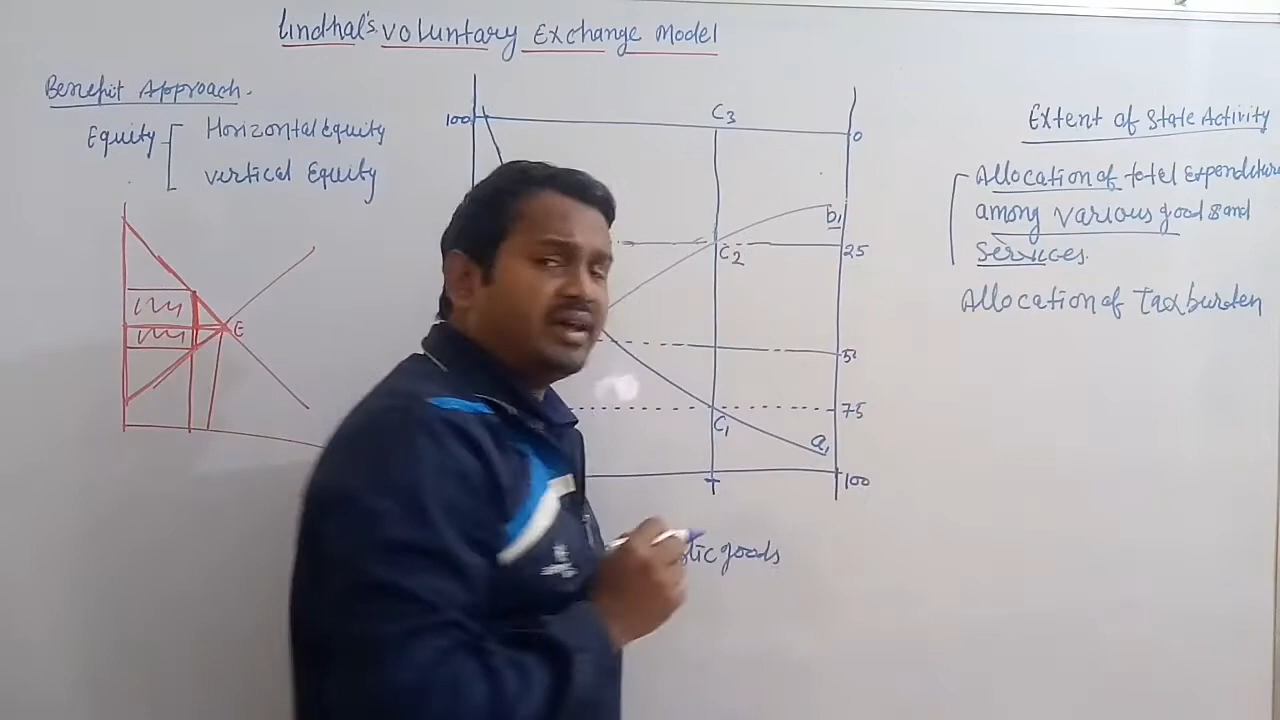 lindhal's voluntary Exchange Model
Benefit Approach.
Equity
Horizontal Equity
vertical Equity
E
100
C3
0
b1
C2
25
75
C1
a1
100
goods
Extent of State Activity
Allocation of total Expenditure
among various goods and
Services.
Allocation of Tax burden